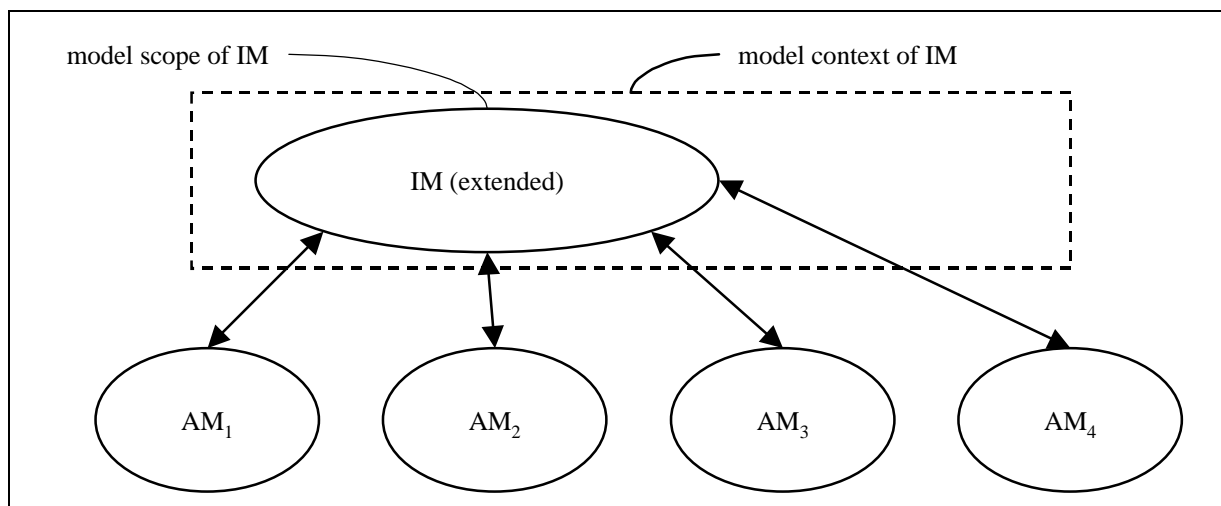 model scope of IM
model context of IM
IM (extended)
AM₁
AM₂
AM₃
AM₄